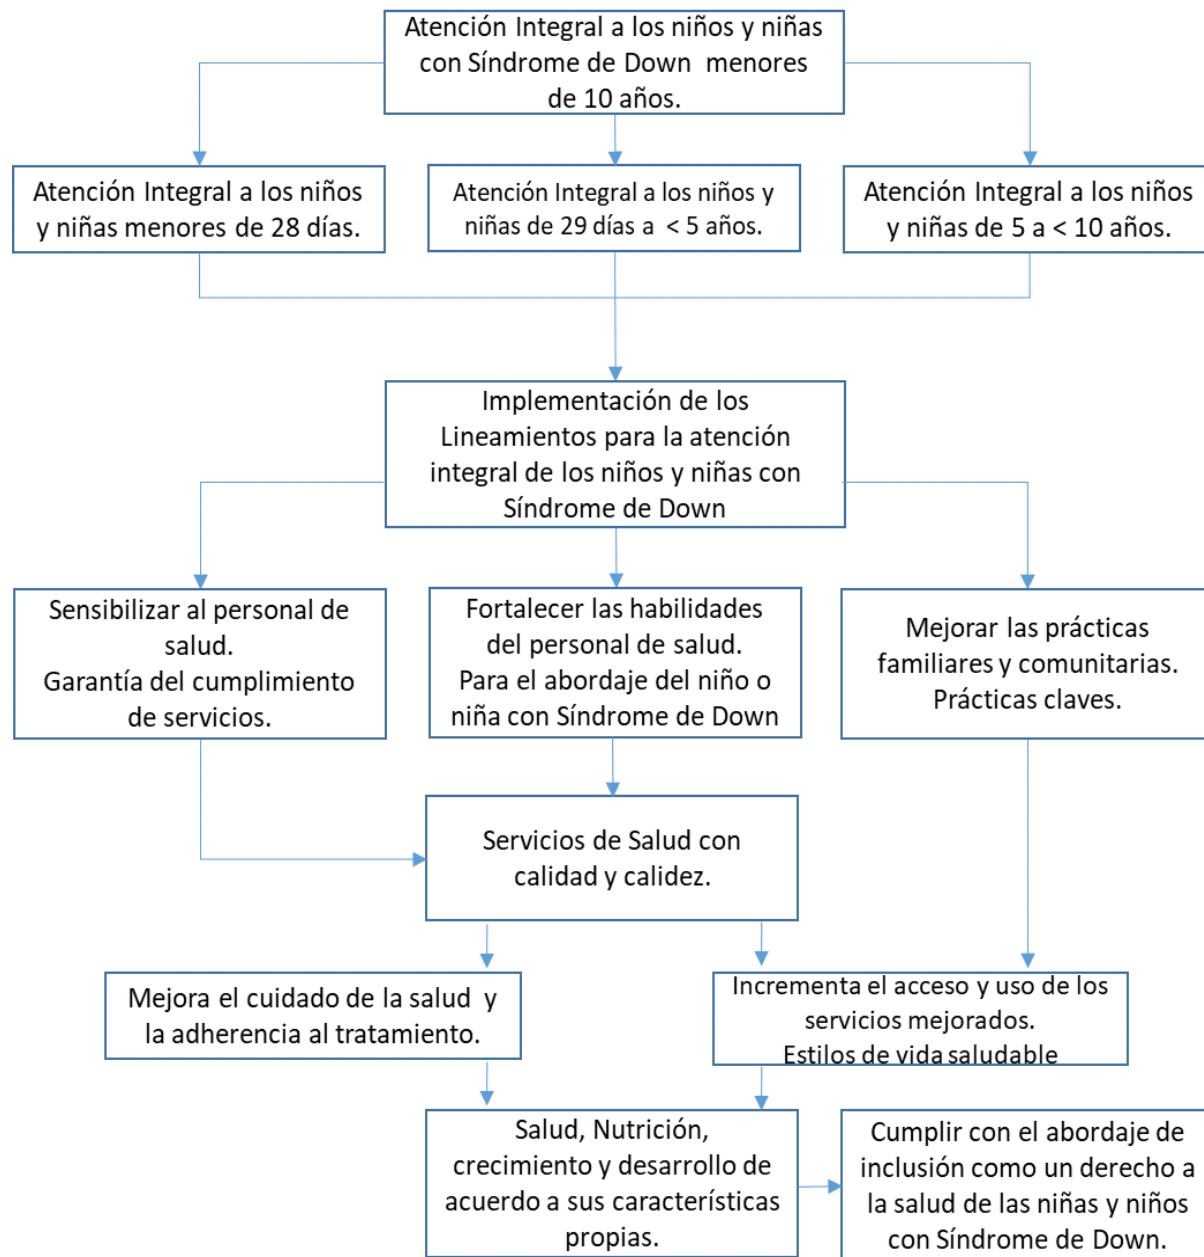 Atención Integral a los niños y niñas
con Síndrome de Down menores
de 10 años.
Atención Integral a los niños
y niñas menores de 28 días.
Atención Integral a los niños y
niñas de 29 días a < 5 años.
Atención Integral a los niños
y niñas de 5 a < 10 años.
Implementación de los
Lineamientos para la atención
integral de los niños y niñas con
Síndrome de Down
Sensibilizar al personal de
salud.
Garantía del cumplimiento
de servicios.
Fortalecer las habilidades
del personal de salud.
Para el abordaje del niño o
niña con Síndrome de Down
Mejorar las prácticas
familiares y comunitarias.
Prácticas claves.
Servicios de Salud con
calidad y calidez.
Mejora el cuidado de la salud y
la adherencia al tratamiento.
Incrementa el acceso y uso de los
servicios mejorados.
Estilos de vida saludable
Salud, Nutrición,
crecimiento y desarrollo de
acuerdo a sus características
propias.
Cumplir con el abordaje de
inclusión como un derecho a
la salud de las niñas y niños
con Síndrome de Down.